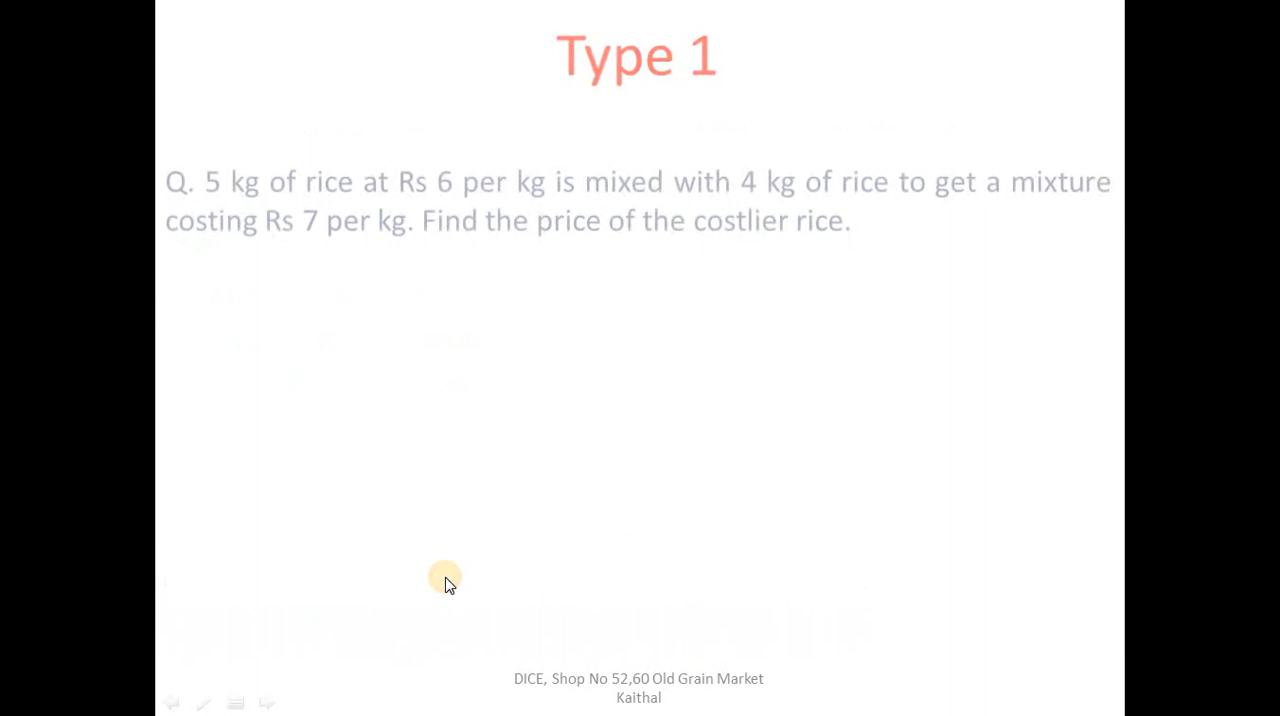 Type 1
Q. 5 kg of rice at Rs 6 per kg is mixed with 4 kg of rice to get a mixture
costing Rs 7 per kg. Find the price of the costlier rice.
DICE, Shop No 52,60 Old Grain Market
Kaithal